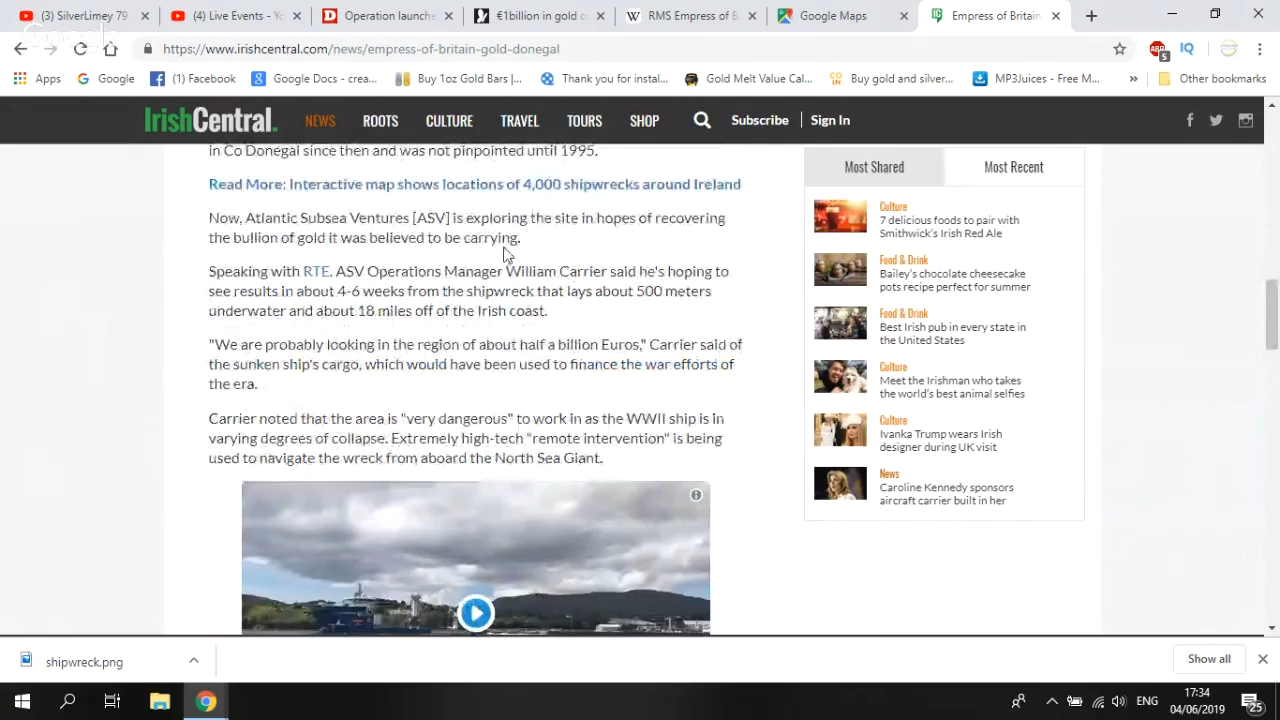 (3) SilverLimey 79
(4) Live Events - Yo
Operation launche
€1billion in gold c
RMS Empress of B
Google Maps
Empress of Britain
https://www.irishcentral.com/news/empress-of-britain-gold-donegal
ABP 5
IQ
Apps
Google
(1) Facebook
Google Docs - crea...
Buy 1oz Gold Bars |...
Thank you for instal...
Gold Melt Value Cal...
CO IN
Buy gold and silver...
MP3Juices - Free M...
»
Other bookmarks
IrishCentral.
NEWS
ROOTS
CULTURE
TRAVEL
TOURS
SHOP
Subscribe
Sign In
in Co Donegal since then and was not pinpointed until 1995.
Read More: Interactive map shows locations of 4,000 shipwrecks around Ireland
Now, Atlantic Subsea Ventures [ASV] is exploring the site in hopes of recovering
the bullion of gold it was believed to be carrying.
Speaking with RTE. ASV Operations Manager William Carrier said he's hoping to
see results in about 4-6 weeks from the shipwreck that lays about 500 meters
underwater and about 18 miles off of the Irish coast.
"We are probably looking in the region of about half a billion Euros," Carrier said of
the sunken ship's cargo, which would have been used to finance the war efforts of
the era.
Carrier noted that the area is "very dangerous" to work in as the WWII ship is in
varying degrees of collapse. Extremely high-tech "remote intervention" is being
used to navigate the wreck from aboard the North Sea Giant.
Most Shared
Most Recent
Culture
7 delicious foods to pair with
Smithwick's Irish Red Ale
Food & Drink
Bailey's chocolate cheesecake
pots recipe perfect for summer
Food & Drink
Best Irish pub in every state in
the United States
Culture
Meet the Irishman who takes
the world's best animal selfies
Culture
Ivanka Trump wears Irish
designer during UK visit
News
Caroline Kennedy sponsors
aircraft carrier built in her
shipwreck.png
Show all
ENG
17:34
04/06/2019
25